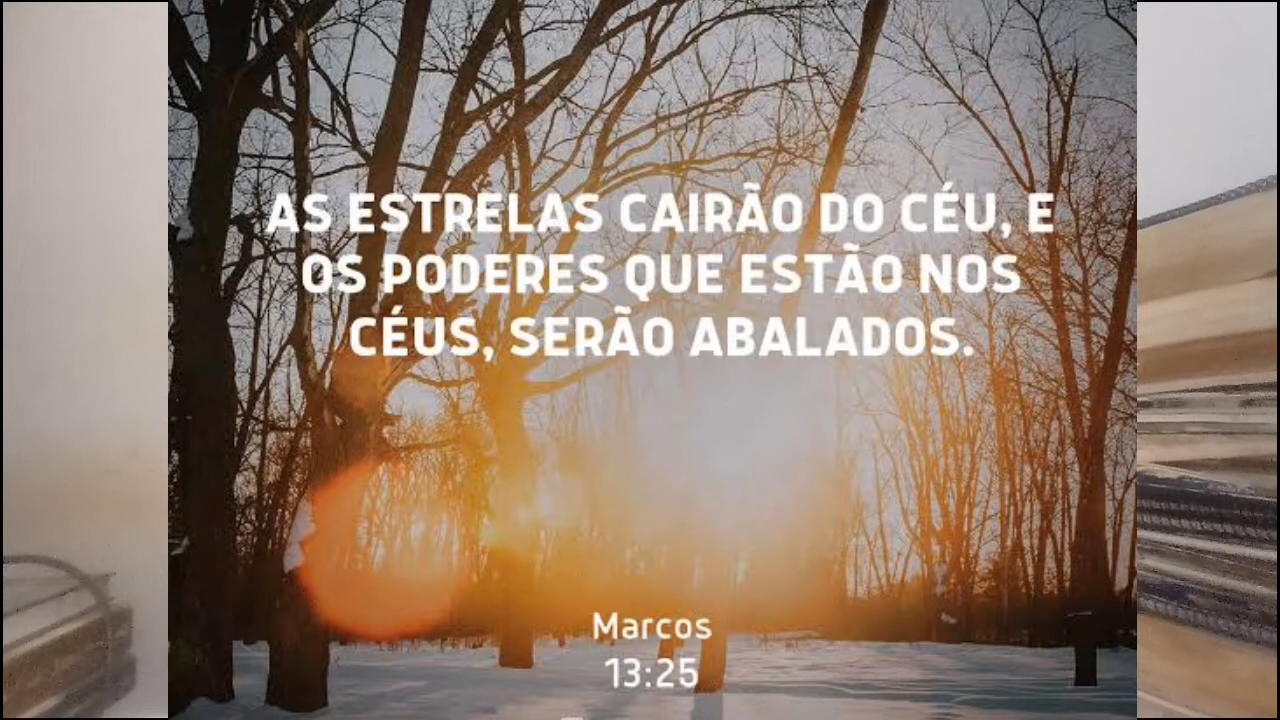 AS ESTRELAS CAIRÃO DO CÉU, E
OS PODERES QUE ESTÃO NOS
CÉUS, SERÃO ABALADOS.
Marcos
13:25